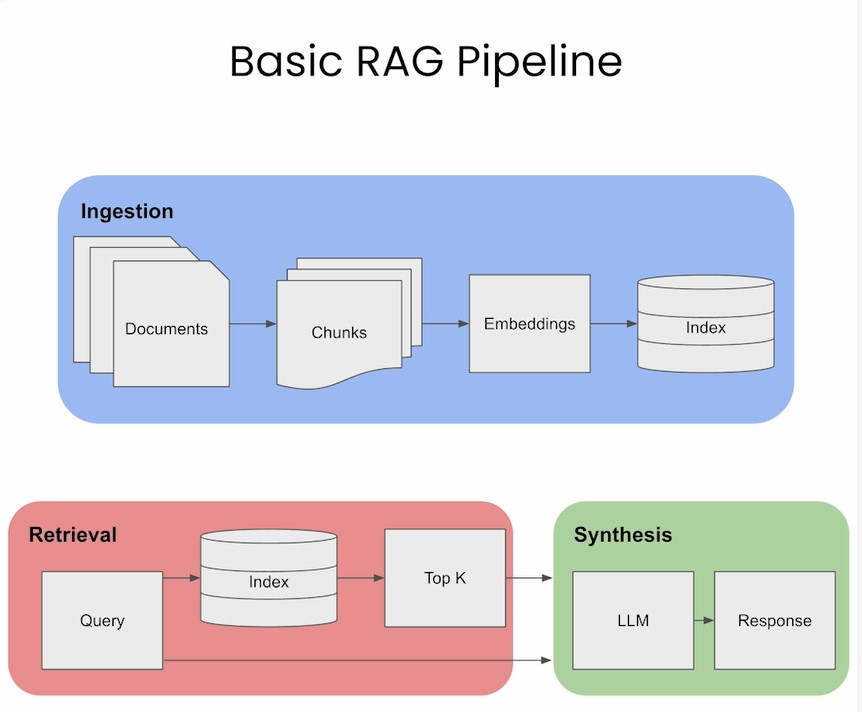 Basic RAG Pipeline
Ingestion
Documents
Chunks
Embeddings
Index
Retrieval
Query
Index
Top K
Synthesis
LLM
Response